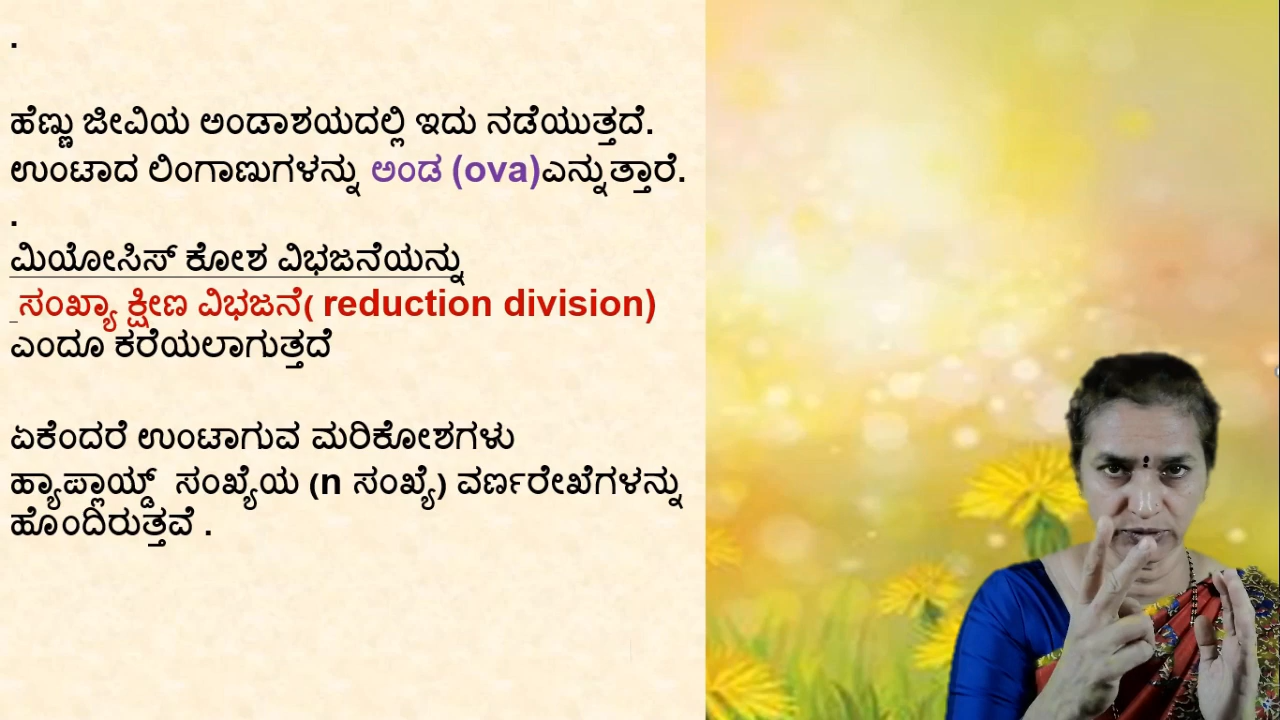 .
ಹೆಣ್ಣು ಜೀವಿಯ ಅಂಡಾಶಯದಲ್ಲಿ ಇದು ನಡೆಯುತ್ತದೆ.
ಉಂಟಾದ ಲಿಂಗಾಣುಗಳನ್ನು ಅಂಡ (ova)ಎನ್ನುತ್ತಾರೆ.
.
ಮಿಯೋಸಿಸ್ ಕೋಶ ವಿಭಜನೆಯನ್ನು
_ಸಂಖ್ಯಾ ಕ್ಷೀಣ ವಿಭಜನೆ( reduction division)
ಎಂದೂ ಕರೆಯಲಾಗುತ್ತದೆ
ಏಕೆಂದರೆ ಉಂಟಾಗುವ ಮರಿಕೋಶಗಳು
ಹ್ಯಾಪ್ಲಾಯ್ಡ್ ಸಂಖ್ಯೆಯ (n ಸಂಖ್ಯೆ) ವರ್ಣರೇಖೆಗಳನ್ನು
ಹೊಂದಿರುತ್ತವೆ .